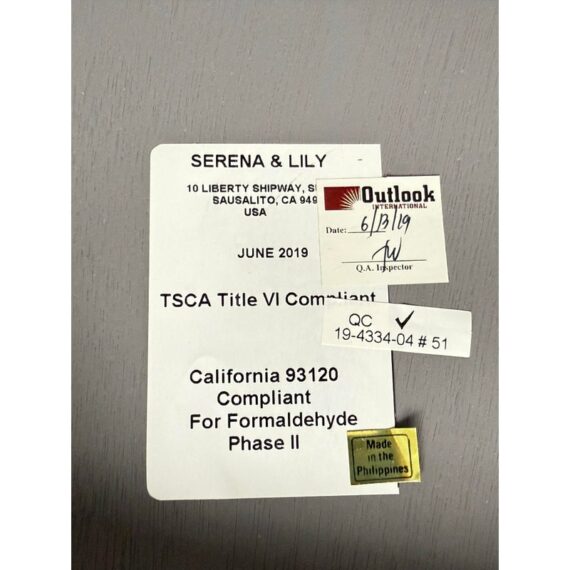 SERENA & LILY
10 LIBERTY SHIPWAY,
SAUSALITO, CA
USA
JUNE 2019
TSCA Title VI Compliant
California 93120
Compliant
For Formaldehyde
Phase II
Outlook
INTERNATIONAL
Date: 6/13/19
Q.A. Inspector
QC ✓
19-4334-04 # 51
Made
in the
Philippines